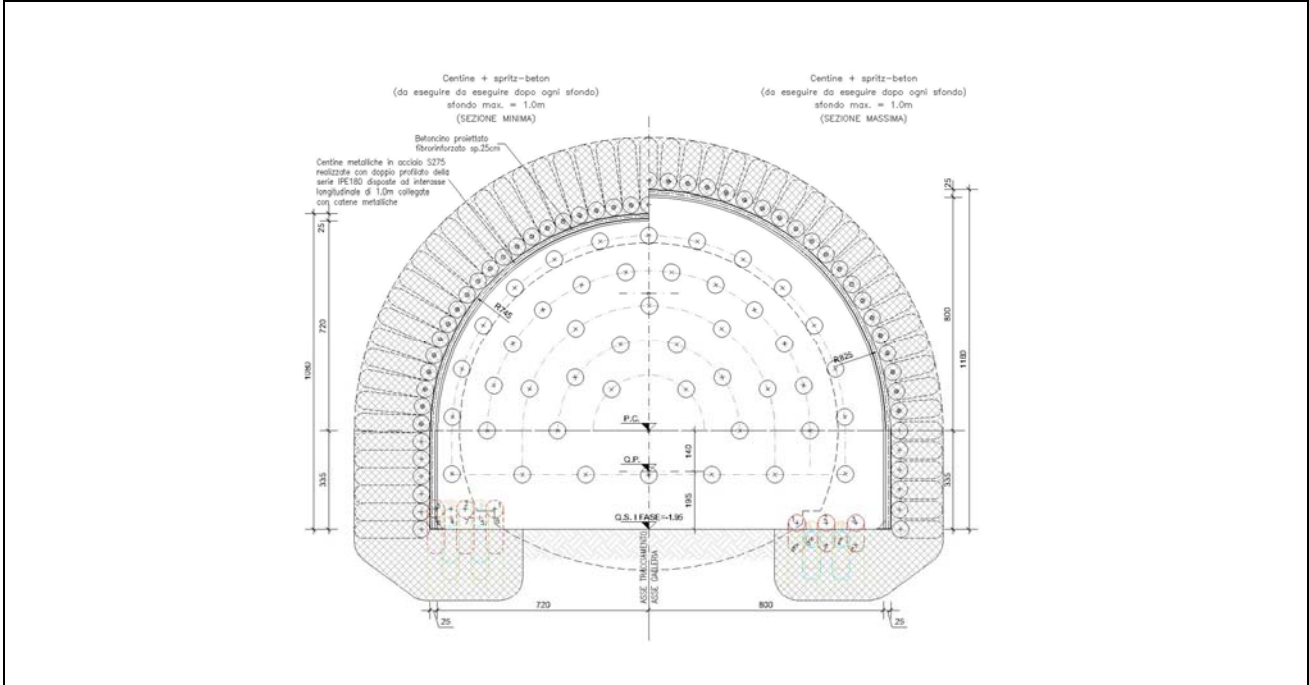 Centine + spritz-beton
(da eseguire da eseguire dopo ogni sfondo)
sfondo max. = 1.0m
(SEZIONE MINIMA)
Centine + spritz-beton
(da eseguire da eseguire dopo ogni sfondo)
sfondo max. = 1.0m
(SEZIONE MASSIMA)
Betoncino proiettato
fibrorinforzato sp.25cm
Centine metalliche in acciaio S275
realizzate con doppio profilato della
serie IPE180 disposte ad interasse
longitudinale di 1.0m collegate
con catene metalliche
25
720
1080
335
R745
R825
25
800
1160
335
P.C.
140
Q.P.
195
Q.S. I FASE=-1.95
ASSE TRACCIAMENTO
ASSE GALLERIA
720
800
25
25